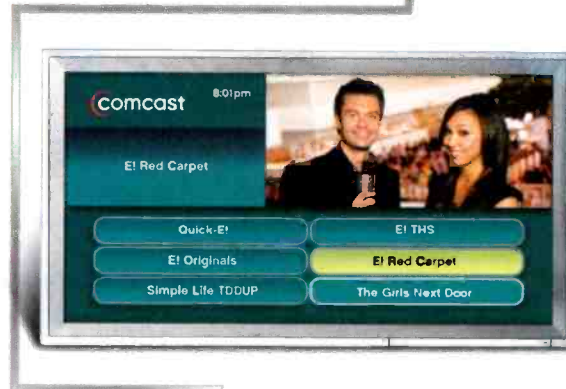 comcast 8:01pm
E! Red Carpet
Quick-E! E! THS
E! Originals E! Red Carpet
Simple Life TDDUP The Girls Next Door